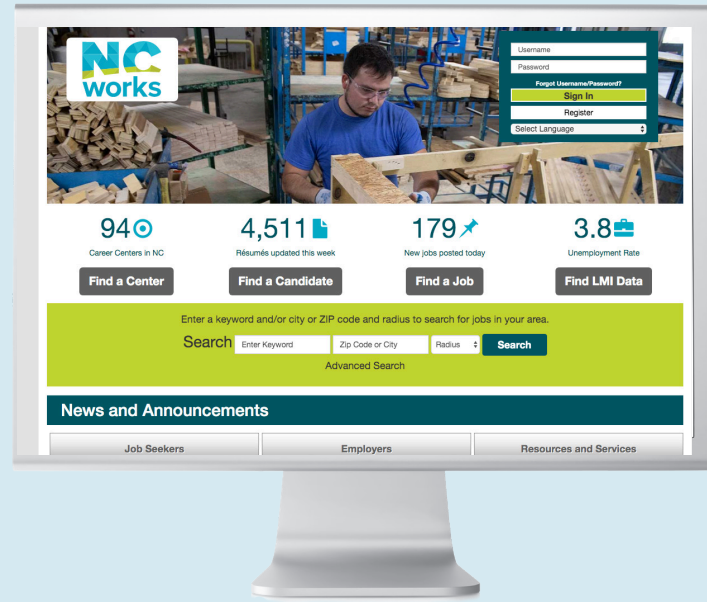 NC
works
Username
Password
Forgot Username/Password?
Sign In
Register
Select Language
94
Career Centers in NC
Find a Center
4,511
Résumés updated this week
Find a Candidate
179
New jobs posted today
Find a Job
3.8
Unemployment Rate
Find LMI Data
Enter a keyword and/or city or ZIP code and radius to search for jobs in your area.
Search Enter Keyword Zip Code or City Radius Search
Advanced Search
News and Announcements
Job Seekers Employers Resources and Services